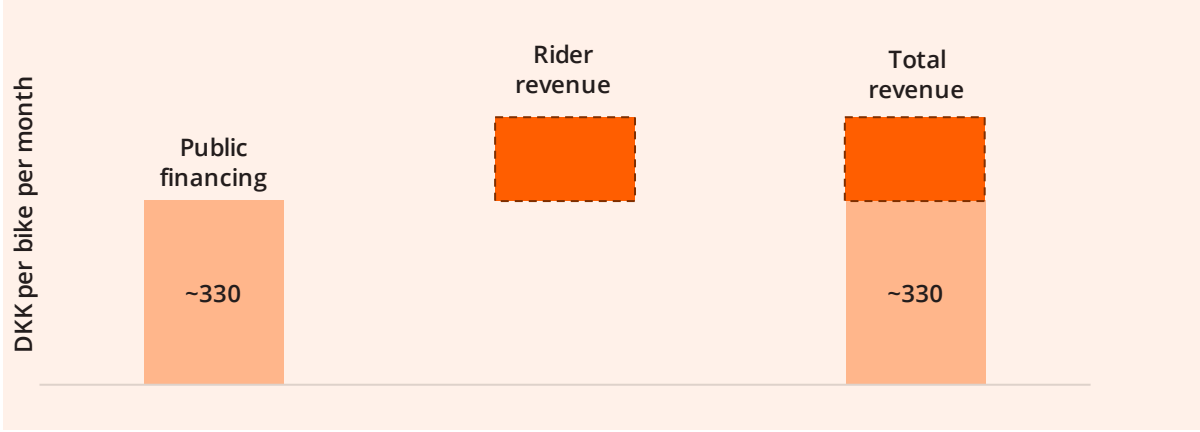 DKK per bike per month
Public
financing
~330
Rider
revenue
Total
revenue
~330